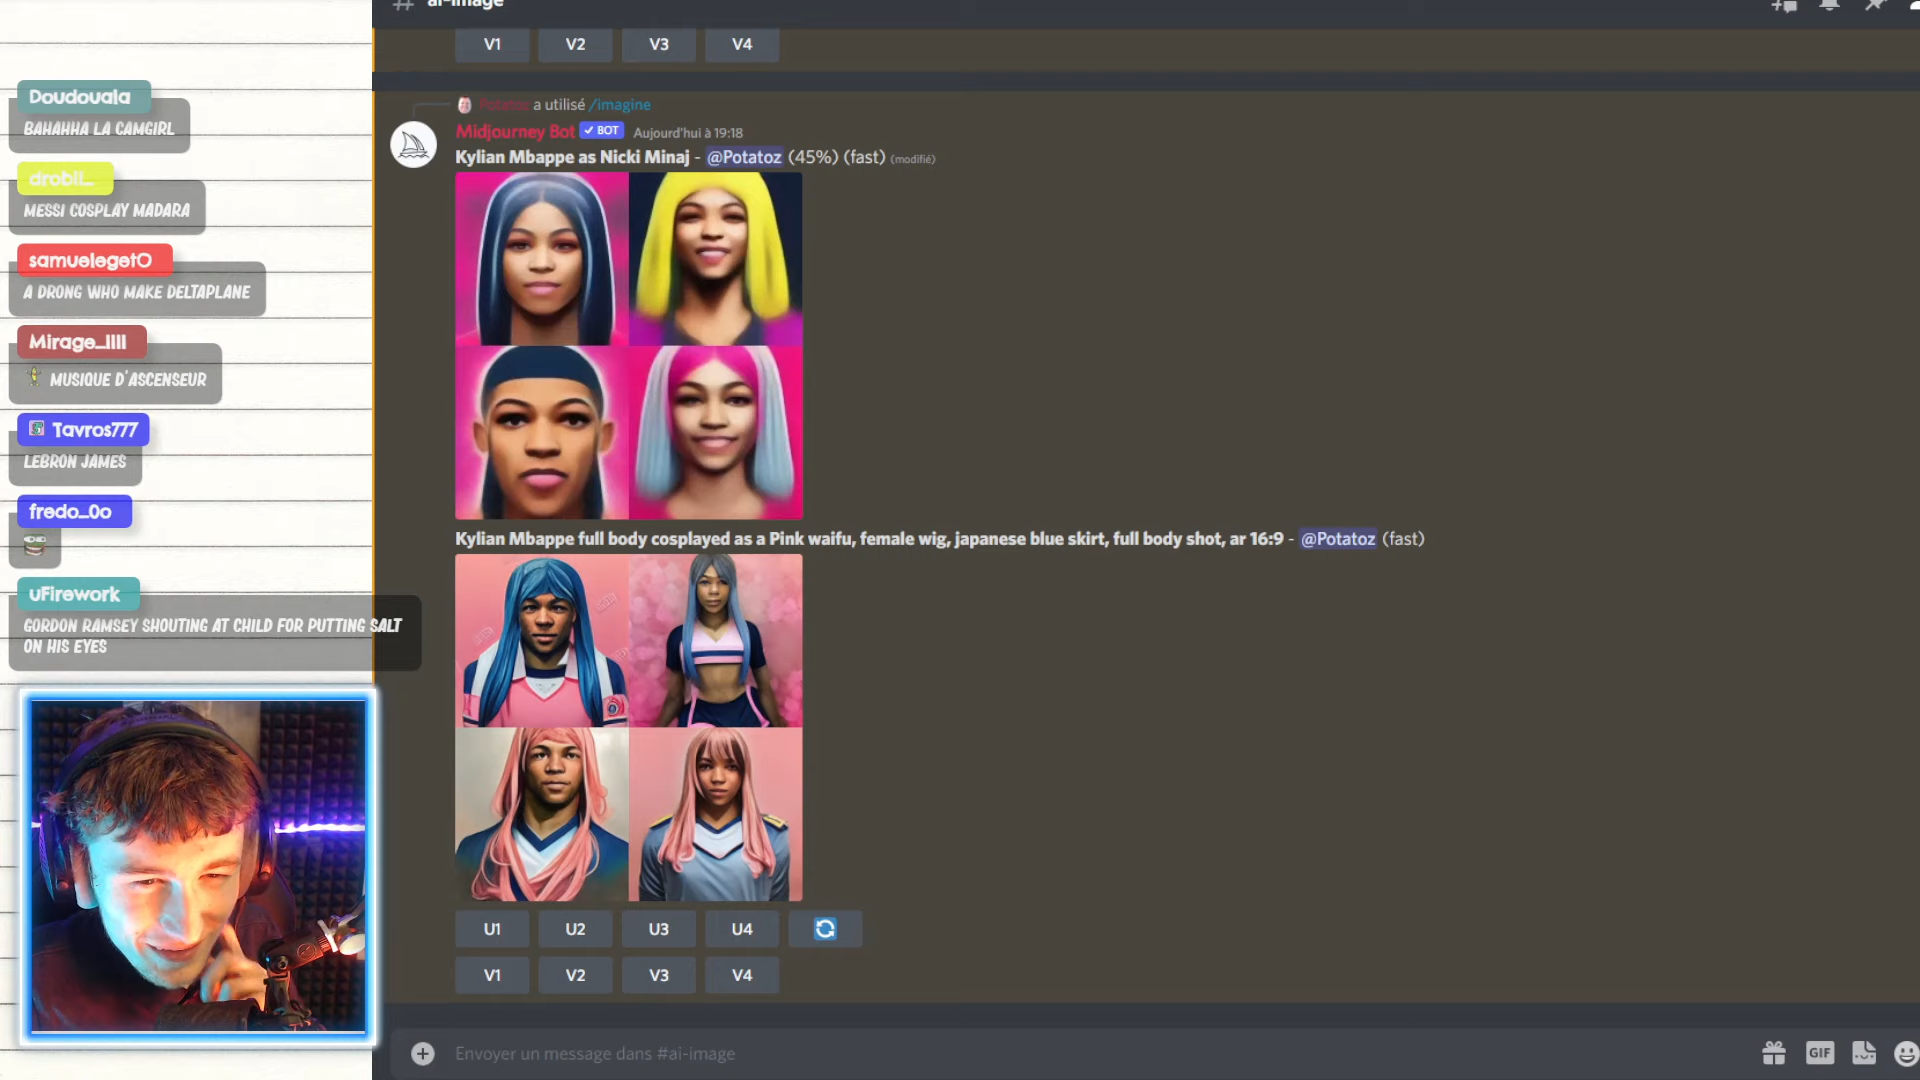 Doudouala
BAHAHHA LA CAMGIRL
drobli_
MESSI COSPLAY MADARA
samuelegetO
A DRONG WHO MAKE DELTAPLANE
Mirage_IIII
MUSIQUE D'ASCENSEUR
Tavros777
LEBRON JAMES
fredo_0o
uFirework
GORDON RAMSEY SHOUTING AT CHILD FOR PUTTING SALT
ON HIS EYES
ai-image
V1 V2 V3 V4
Potatoz a utilisé /imagine
Midjourney Bot BOT Aujourd'hui à 19:18
Kylian Mbappe as Nicki Minaj - @Potatoz (45%) (fast) (modifié)
Kylian Mbappe full body cosplayed as a Pink waifu, female wig, japanese blue skirt, full body shot, ar 16:9 - @Potatoz (fast)
U1 U2 U3 U4
V1 V2 V3 V4
Envoyer un message dans #ai-image
GIF